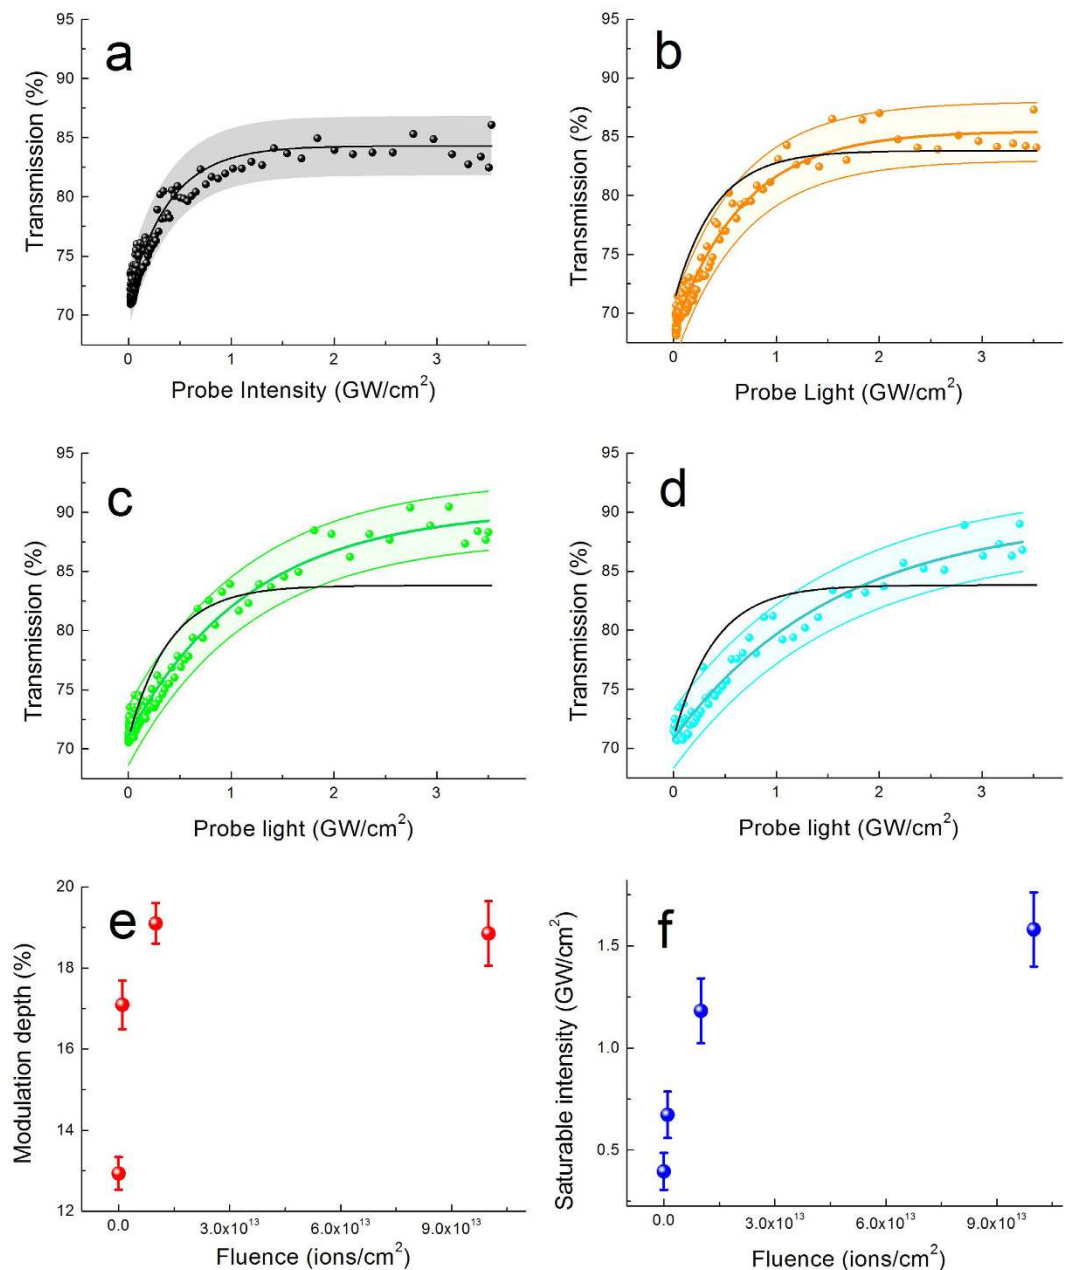 a
Transmission (%)
95
90
85
80
75
70
0
1
2
3
Probe Intensity (GW/cm²)
b
Transmission (%)
95
90
85
80
75
70
0
1
2
3
Probe Light (GW/cm²)
c
Transmission (%)
95
90
85
80
75
70
0
1
2
3
Probe light (GW/cm²)
d
Transmission (%)
95
90
85
80
75
70
0
1
2
3
Probe light (GW/cm²)
e
Modulation depth (%)
20
18
16
14
12
0.0
3.0x10¹³
6.0x10¹³
9.0x10¹³
Fluence (ions/cm²)
f
Saturable intensity (GW/cm²)
1.5
1.0
0.5
0.0
3.0x10¹³
6.0x10¹³
9.0x10¹³
Fluence (ions/cm²)